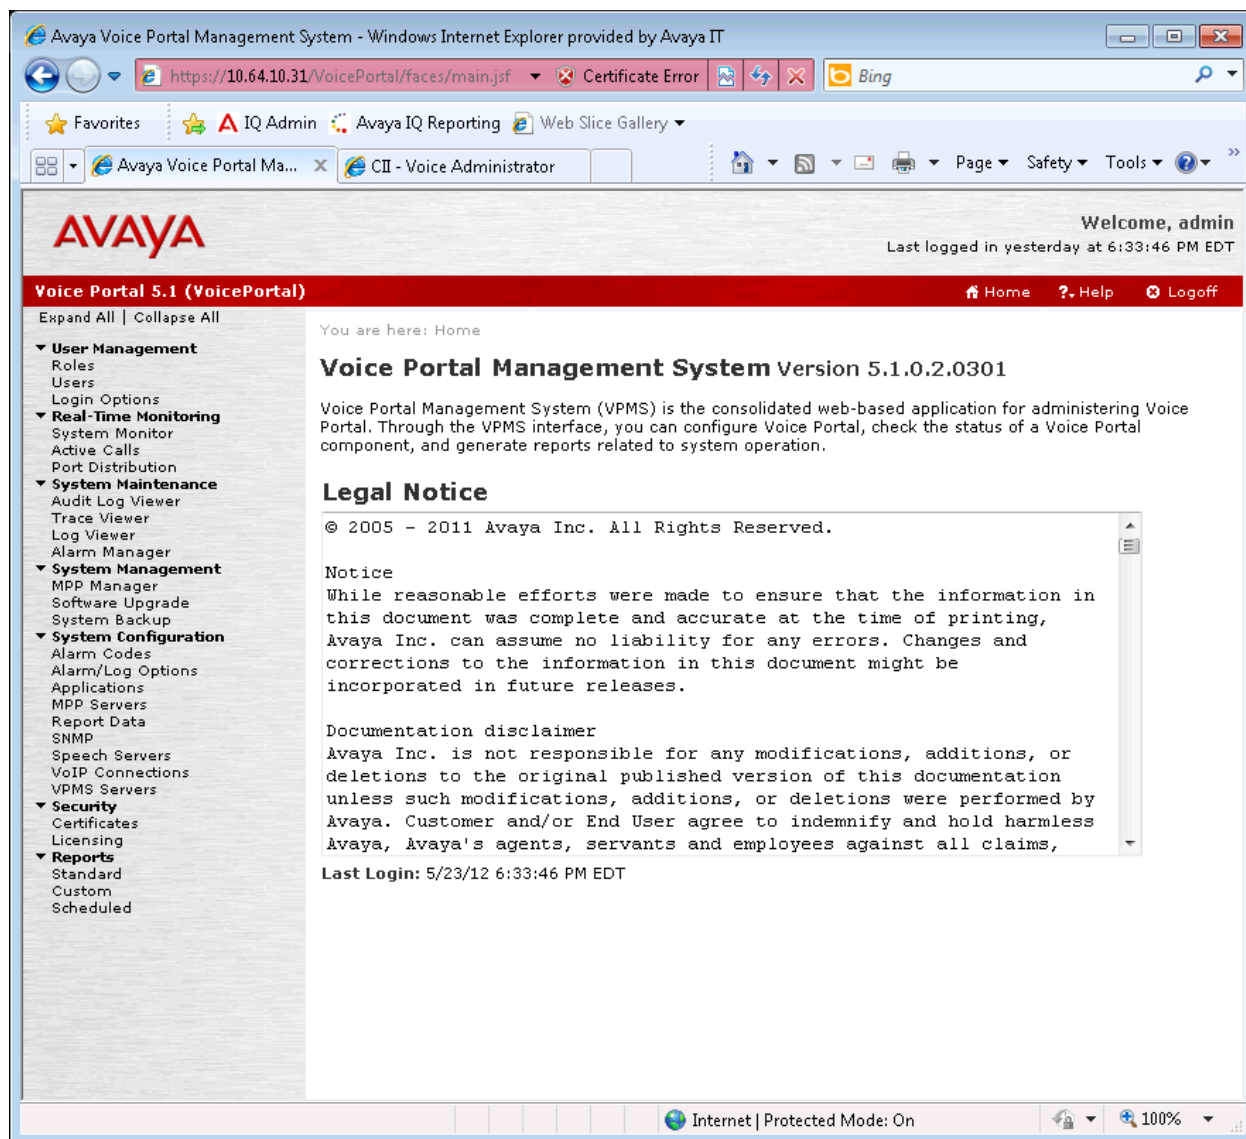 Avaya Voice Portal Management System - Windows Internet Explorer provided by Avaya IT
https://10.64.10.31/VoicePortal/faces/main.jsf Certificate Error Bing
Favorites IQ Admin Avaya IQ Reporting Web Slice Gallery
Avaya Voice Portal Ma... X CII - Voice Administrator Page Safety Tools »
AVAYA
Welcome, admin
Last logged in yesterday at 6:33:46 PM EDT
Voice Portal 5.1 (VoicePortal) Home ? Help Logoff
Expand All | Collapse All
User Management
Roles
Users
Login Options
Real-Time Monitoring
System Monitor
Active Calls
Port Distribution
System Maintenance
Audit Log Viewer
Trace Viewer
Log Viewer
Alarm Manager
System Management
MPP Manager
Software Upgrade
System Backup
System Configuration
Alarm Codes
Alarm/Log Options
Applications
MPP Servers
Report Data
SNMP
Speech Servers
VoIP Connections
VPMS Servers
Security
Certificates
Licensing
Reports
Standard
Custom
Scheduled
You are here: Home
Voice Portal Management System Version 5.1.0.2.0301
Voice Portal Management System (VPMS) is the consolidated web-based application for administering Voice
Portal. Through the VPMS interface, you can configure Voice Portal, check the status of a Voice Portal
component, and generate reports related to system operation.
Legal Notice
© 2005 - 2011 Avaya Inc. All Rights Reserved.
Notice
While reasonable efforts were made to ensure that the information in
this document was complete and accurate at the time of printing,
Avaya Inc. can assume no liability for any errors. Changes and
corrections to the information in this document might be
incorporated in future releases.
Documentation disclaimer
Avaya Inc. is not responsible for any modifications, additions, or
deletions to the original published version of this documentation
unless such modifications, additions, or deletions were performed by
Avaya. Customer and/or End User agree to indemnify and hold harmless
Avaya, Avaya's agents, servants and employees against all claims,
Last Login: 5/23/12 6:33:46 PM EDT
Internet | Protected Mode: On 100%